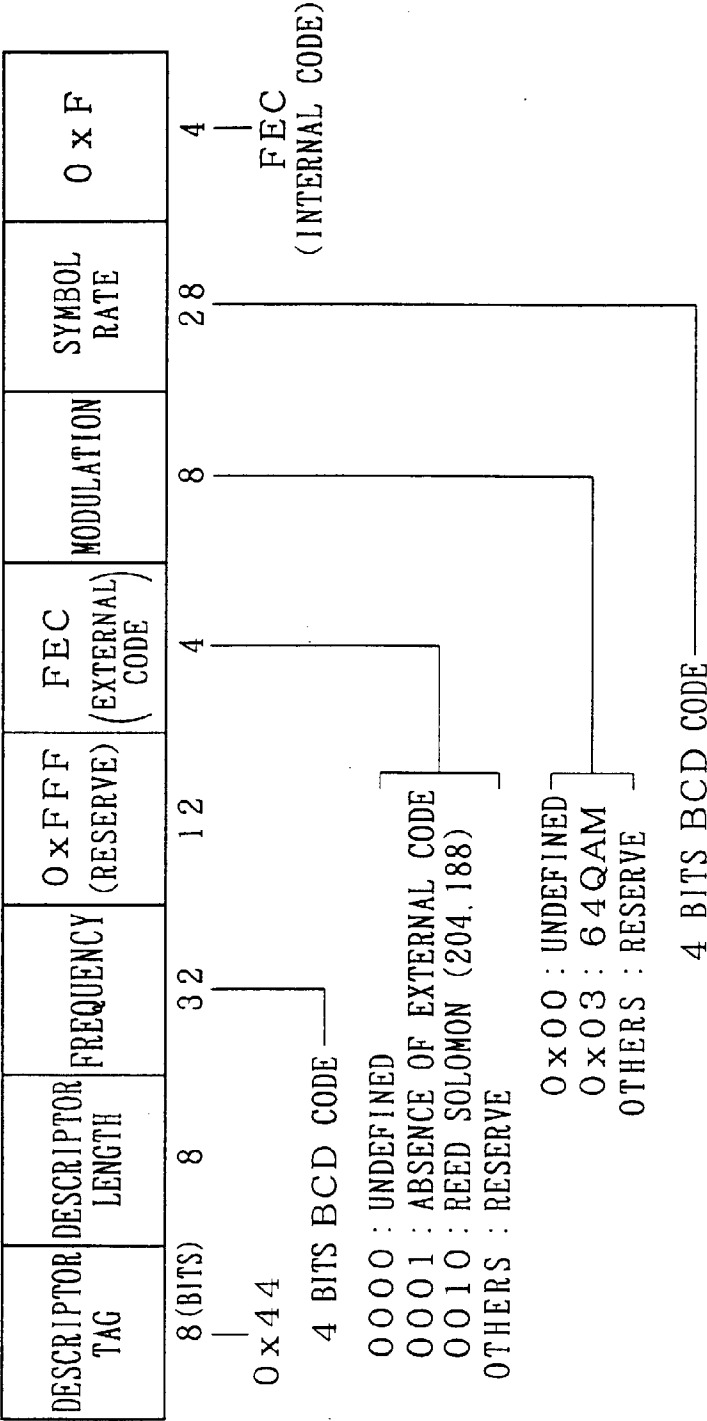 DESCRIPTOR
TAG
DESCRIPTOR
LENGTH
FREQUENCY
0xFFF
(RESERVE)
FEC
(EXTERNAL)
CODE
MODULATION
SYMBOL
RATE
0xF
8(BITS)
8
32
12
4
8
28
4
0x44
4 BITS BCD CODE
FEC
(INTERNAL CODE)
0000 : UNDEFINED
0001 : ABSENCE OF EXTERNAL CODE
0010 : REED SOLOMON (204.188)
OTHERS : RESERVE
0x00 : UNDEFINED
0x03 : 64QAM
OTHERS : RESERVE
4 BITS BCD CODE